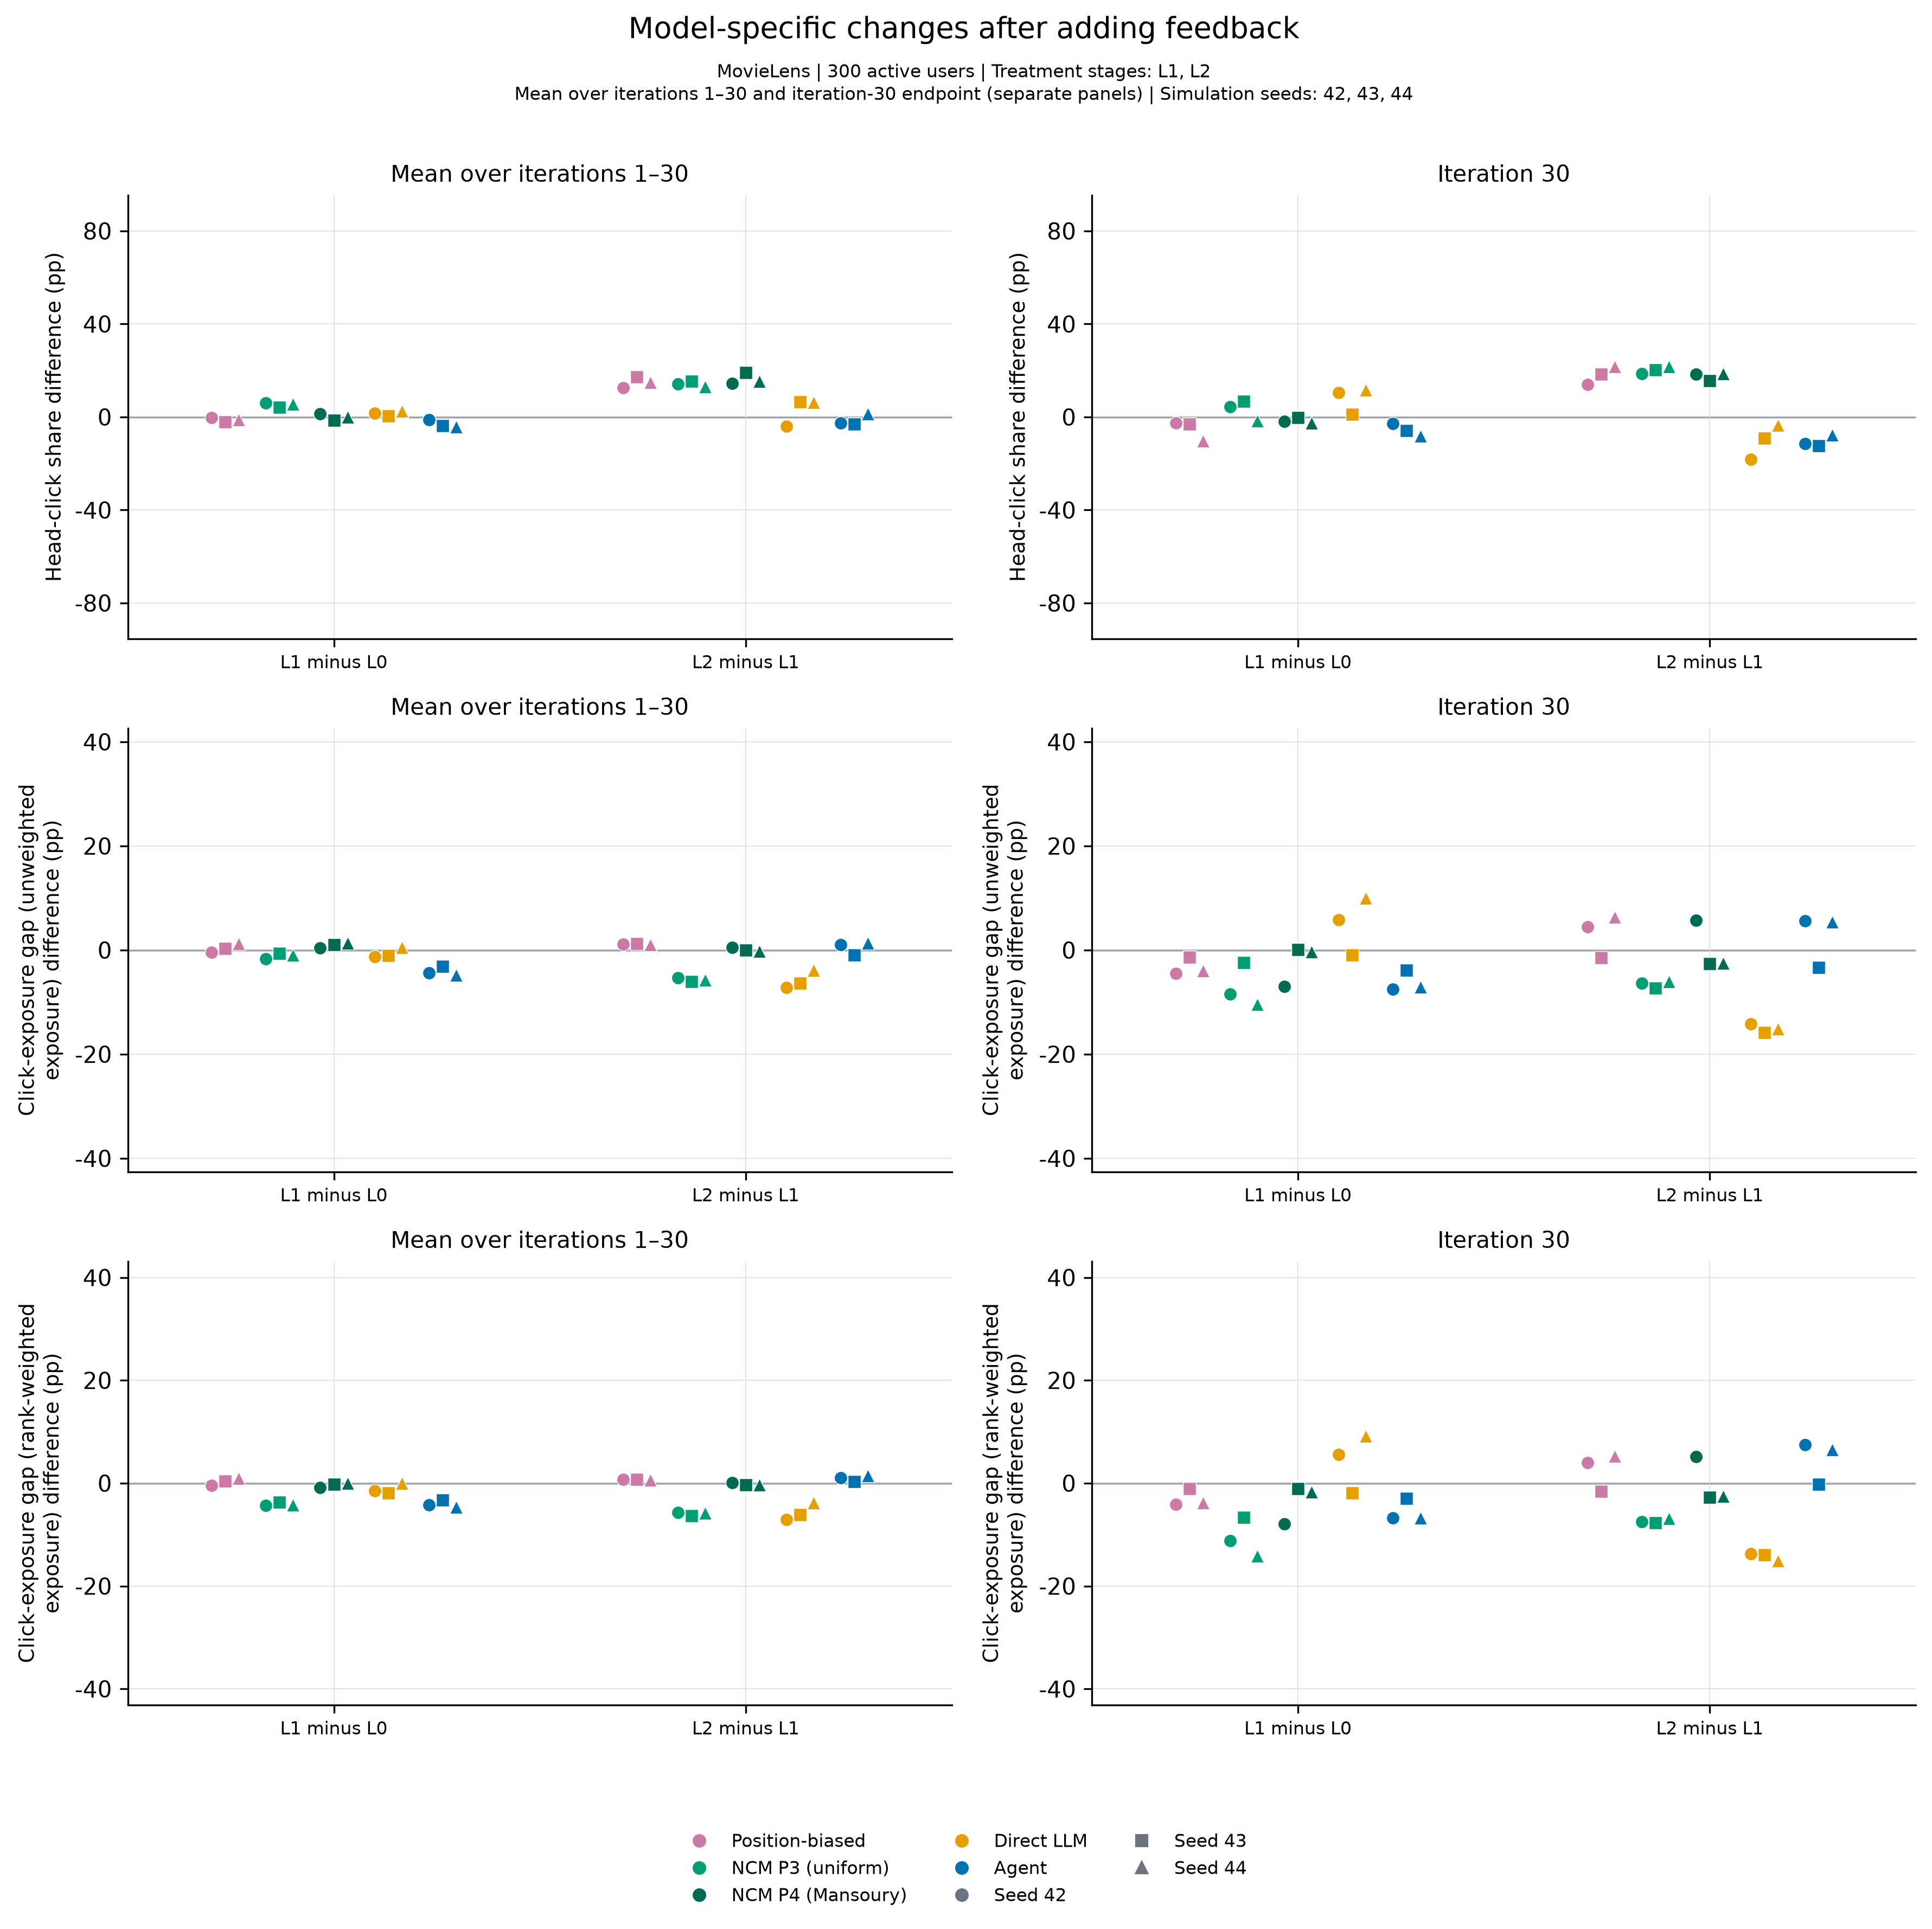 Model-specific changes after adding feedback
MovieLens | 300 active users | Treatment stages: L1, L2
Mean over iterations 1–30 and iteration-30 endpoint (separate panels) | Simulation seeds: 42, 43, 44
Mean over iterations 1–30
Head-click share difference (pp)
80
40
0
-40
-80
L1 minus L0
L2 minus L1
Iteration 30
Head-click share difference (pp)
80
40
0
-40
-80
L1 minus L0
L2 minus L1
Mean over iterations 1–30
Click-exposure gap (unweighted
exposure) difference (pp)
40
20
0
-20
-40
L1 minus L0
L2 minus L1
Iteration 30
Click-exposure gap (unweighted
exposure) difference (pp)
40
20
0
-20
-40
L1 minus L0
L2 minus L1
Mean over iterations 1–30
Click-exposure gap (rank-weighted
exposure) difference (pp)
40
20
0
-20
-40
L1 minus L0
L2 minus L1
Iteration 30
Click-exposure gap (rank-weighted
exposure) difference (pp)
40
20
0
-20
-40
L1 minus L0
L2 minus L1
Position-biased
NCM P3 (uniform)
NCM P4 (Mansoury)
Direct LLM
Agent
Seed 42
Seed 43
Seed 44